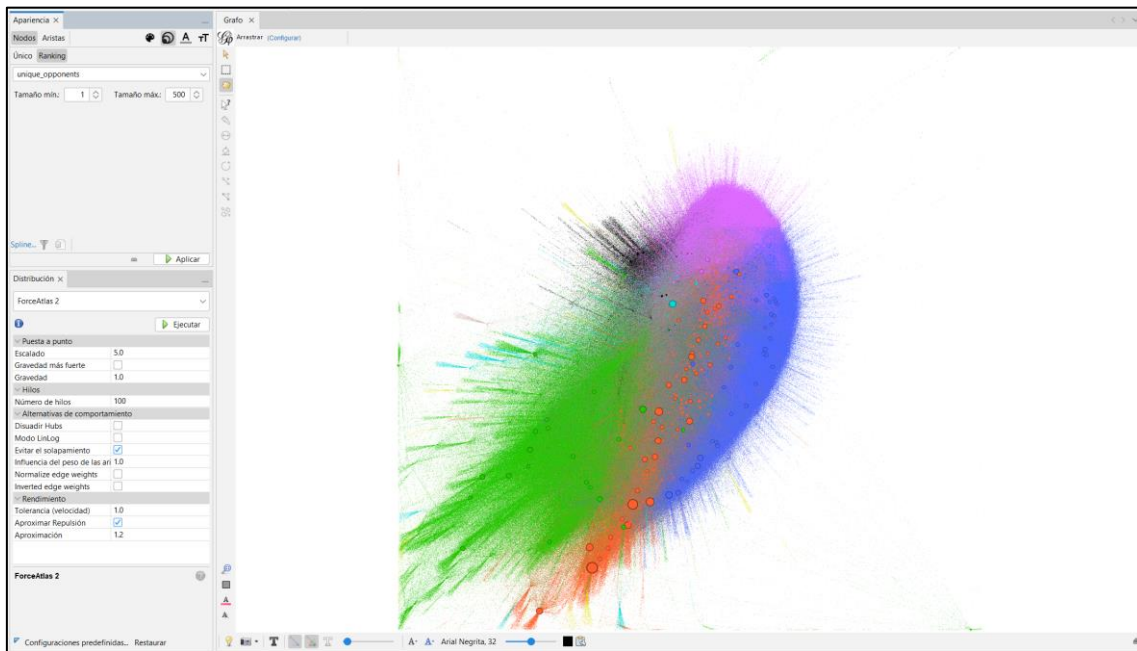 Apariencia
Nodos Aristas
Único Ranking
unique_opponents
Tamaño mín.: 1 Tamaño máx.: 500
Spline...
Aplicar
Distribución
ForceAtlas 2
Ejecutar
Puesta a punto
Escalado 5.0
Gravedad más fuerte
Gravedad 1.0
Hilos
Número de hilos 100
Alternativas de comportamiento
Disuadir Hubs
Modo LinLog
Evitar el solapamiento
Influencia del peso de las ari 1.0
Normalize edge weights
Inverted edge weights
Rendimiento
Tolerancia (velocidad) 1.0
Aproximar Repulsión
Aproximación 1.2
ForceAtlas 2
Configuraciones predefinidas... Restaurar
Grafo
Arrastrar (Configurar)
Arial Negrita, 32